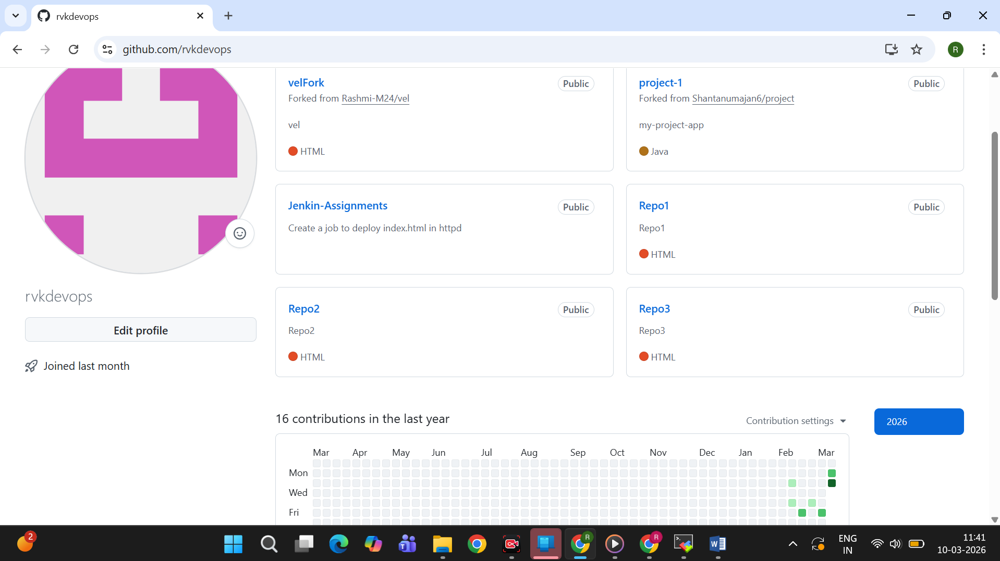 rvkdevops
github.com/rvkdevops
R
velFork
Public
Forked from Rashmi-M24/vel
vel
HTML
project-1
Public
Forked from Shantanumajan6/project
my-project-app
Java
Jenkin-Assignments
Public
Create a job to deploy index.html in httpd
Repo1
Public
Repo1
HTML
Repo2
Public
Repo2
HTML
Repo3
Public
Repo3
HTML
rvkdevops
Edit profile
Joined last month
16 contributions in the last year
Contribution settings
2026
Mar Apr May Jun Jul Aug Sep Oct Nov Dec Jan Feb Mar
Mon
Wed
Fri
2
T
R
R
W
ENG
IN
11:41
10-03-2026